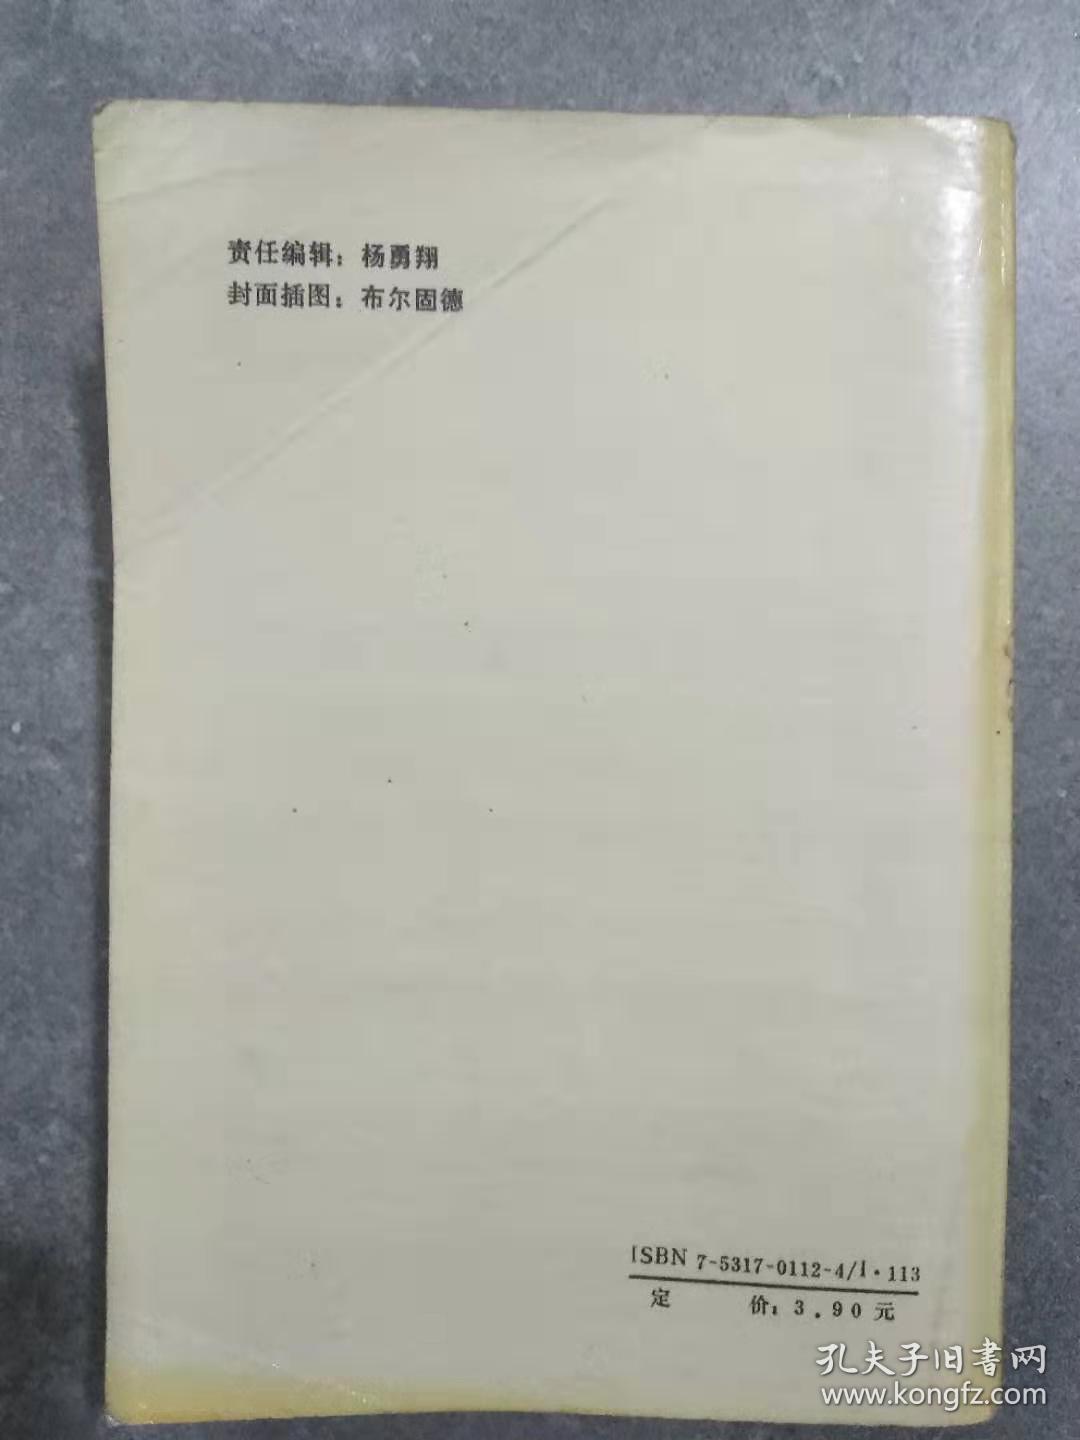 责任编辑：杨勇翔
封面插图：布尔固德
ISBN 7-5317-0112-4/I·113
定 价：3.90元
孔夫子旧書网
www.kongfz.com